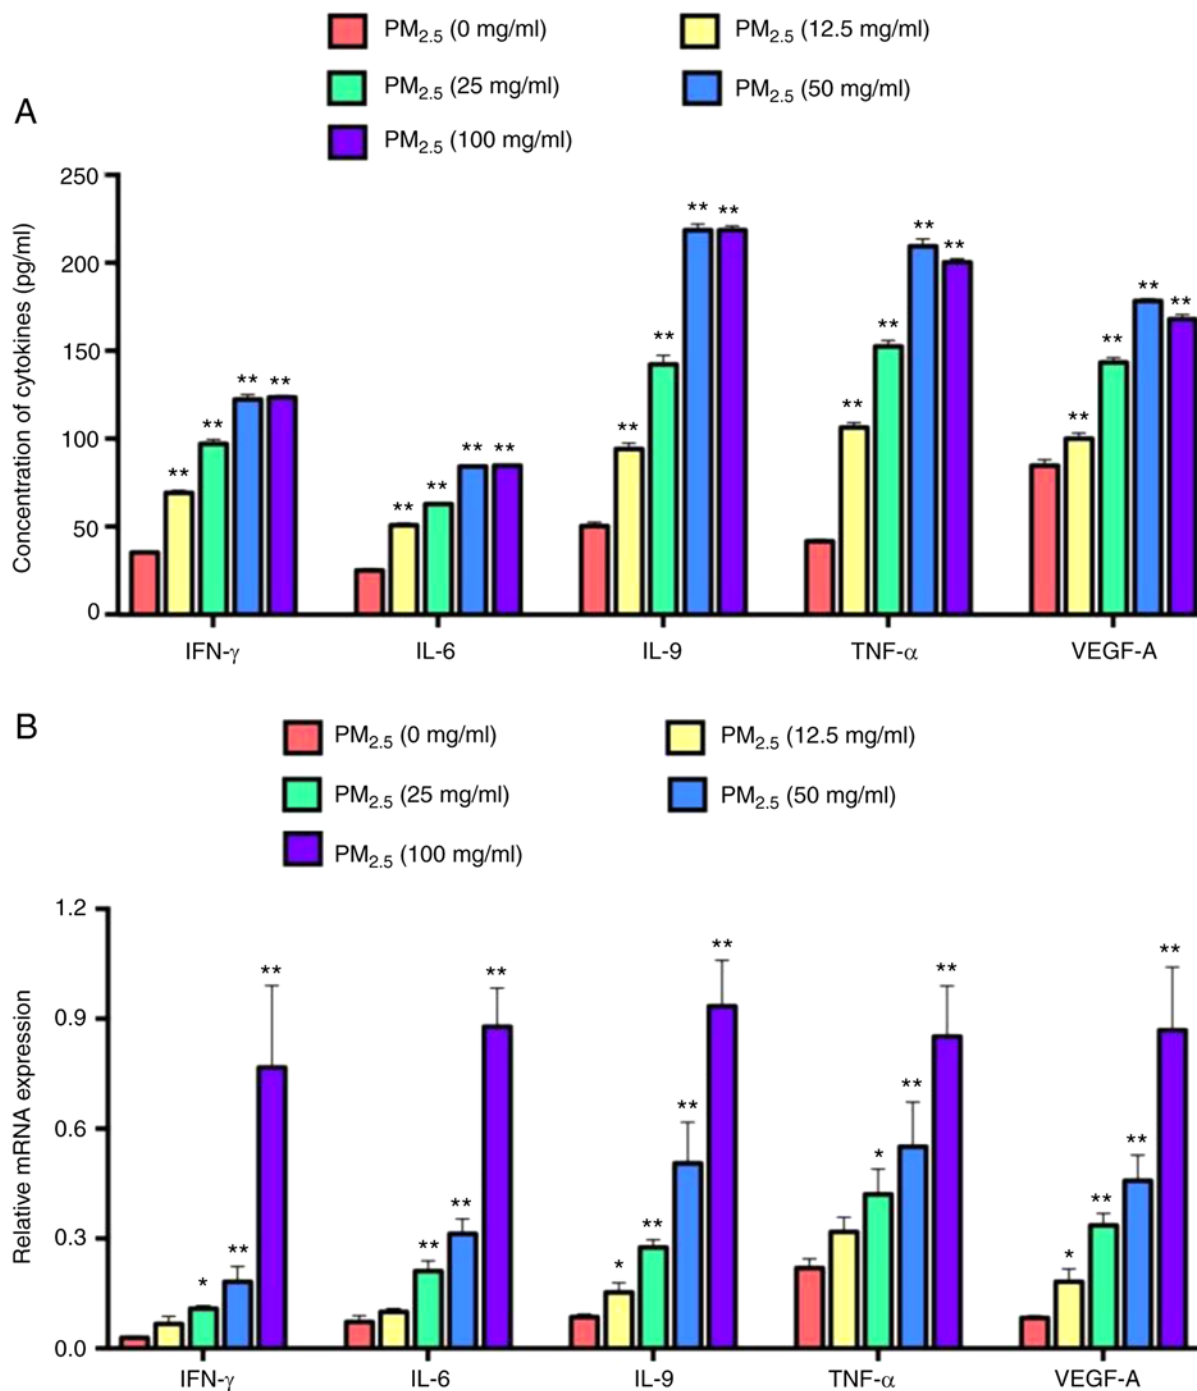 PM2.5 (0 mg/ml) PM2.5 (12.5 mg/ml)
PM2.5 (25 mg/ml) PM2.5 (50 mg/ml)
A
PM2.5 (100 mg/ml)
Concentration of cytokines (pg/ml)
250
200
150
100
50
0
** ** ** **
** ** ** **
** ** ** **
** ** ** **
** ** ** **
IFN-γ IL-6 IL-9 TNF-α VEGF-A
B
PM2.5 (0 mg/ml) PM2.5 (12.5 mg/ml)
PM2.5 (25 mg/ml) PM2.5 (50 mg/ml)
PM2.5 (100 mg/ml)
Relative mRNA expression
1.2
0.9
0.6
0.3
0.0
* ** **
** ** **
* ** ** **
* ** **
* ** ** **
IFN-γ IL-6 IL-9 TNF-α VEGF-A